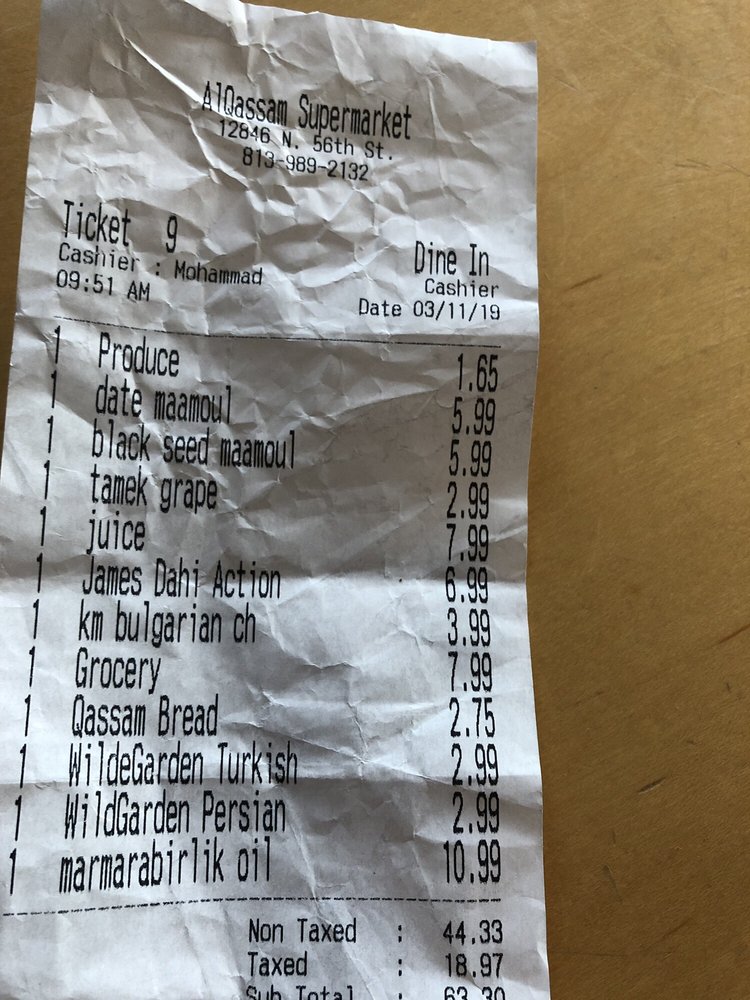 AlQassam Supermarket
12846 N. 56th St.
813-989-2132
Ticket 9
Dine In
Cashier : Mohammad
Cashier
09:51 AM
Date 03/11/19
1 Produce 1.65
1 date maamoul 5.99
1 black seed maamoul 5.99
1 tamek grape 2.99
1 juice 7.99
1 James Dahi Action 6.99
1 km bulgarian ch 3.99
1 Grocery 7.99
1 Qassam Bread 2.75
1 WildeGarden Turkish 2.99
1 WildGarden Persian 2.99
1 marmarabirlik oil 10.99
Non Taxed : 44.33
Taxed : 18.97
Sub Total : 63.30